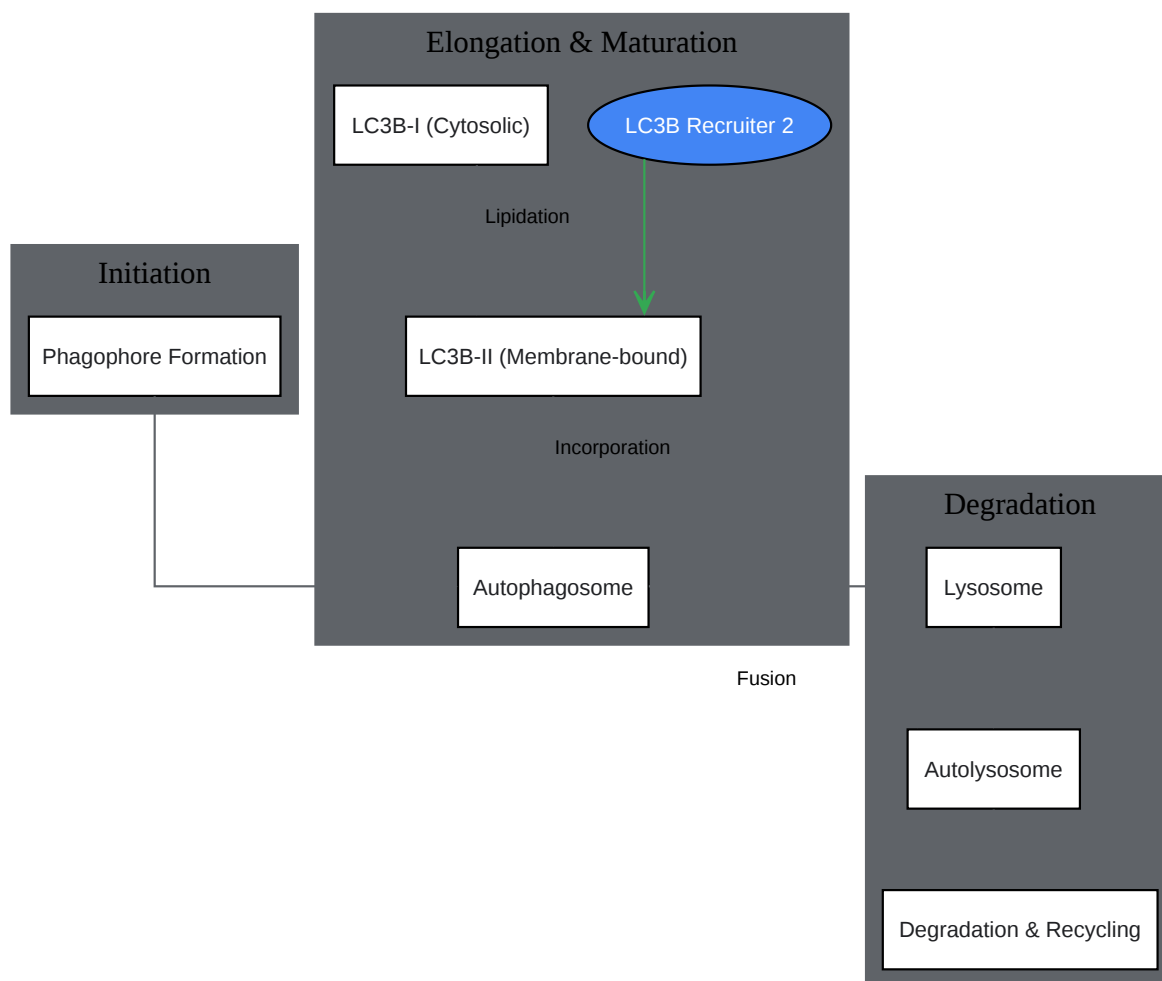 Elongation & Maturation
LC3B-I (Cytosolic)
LC3B Recruiter 2
Lipidation
Initiation
Phagophore Formation
LC3B-II (Membrane-bound)
Incorporation
Degradation
Autophagosome
Lysosome
Fusion
Autolysosome
Degradation & Recycling